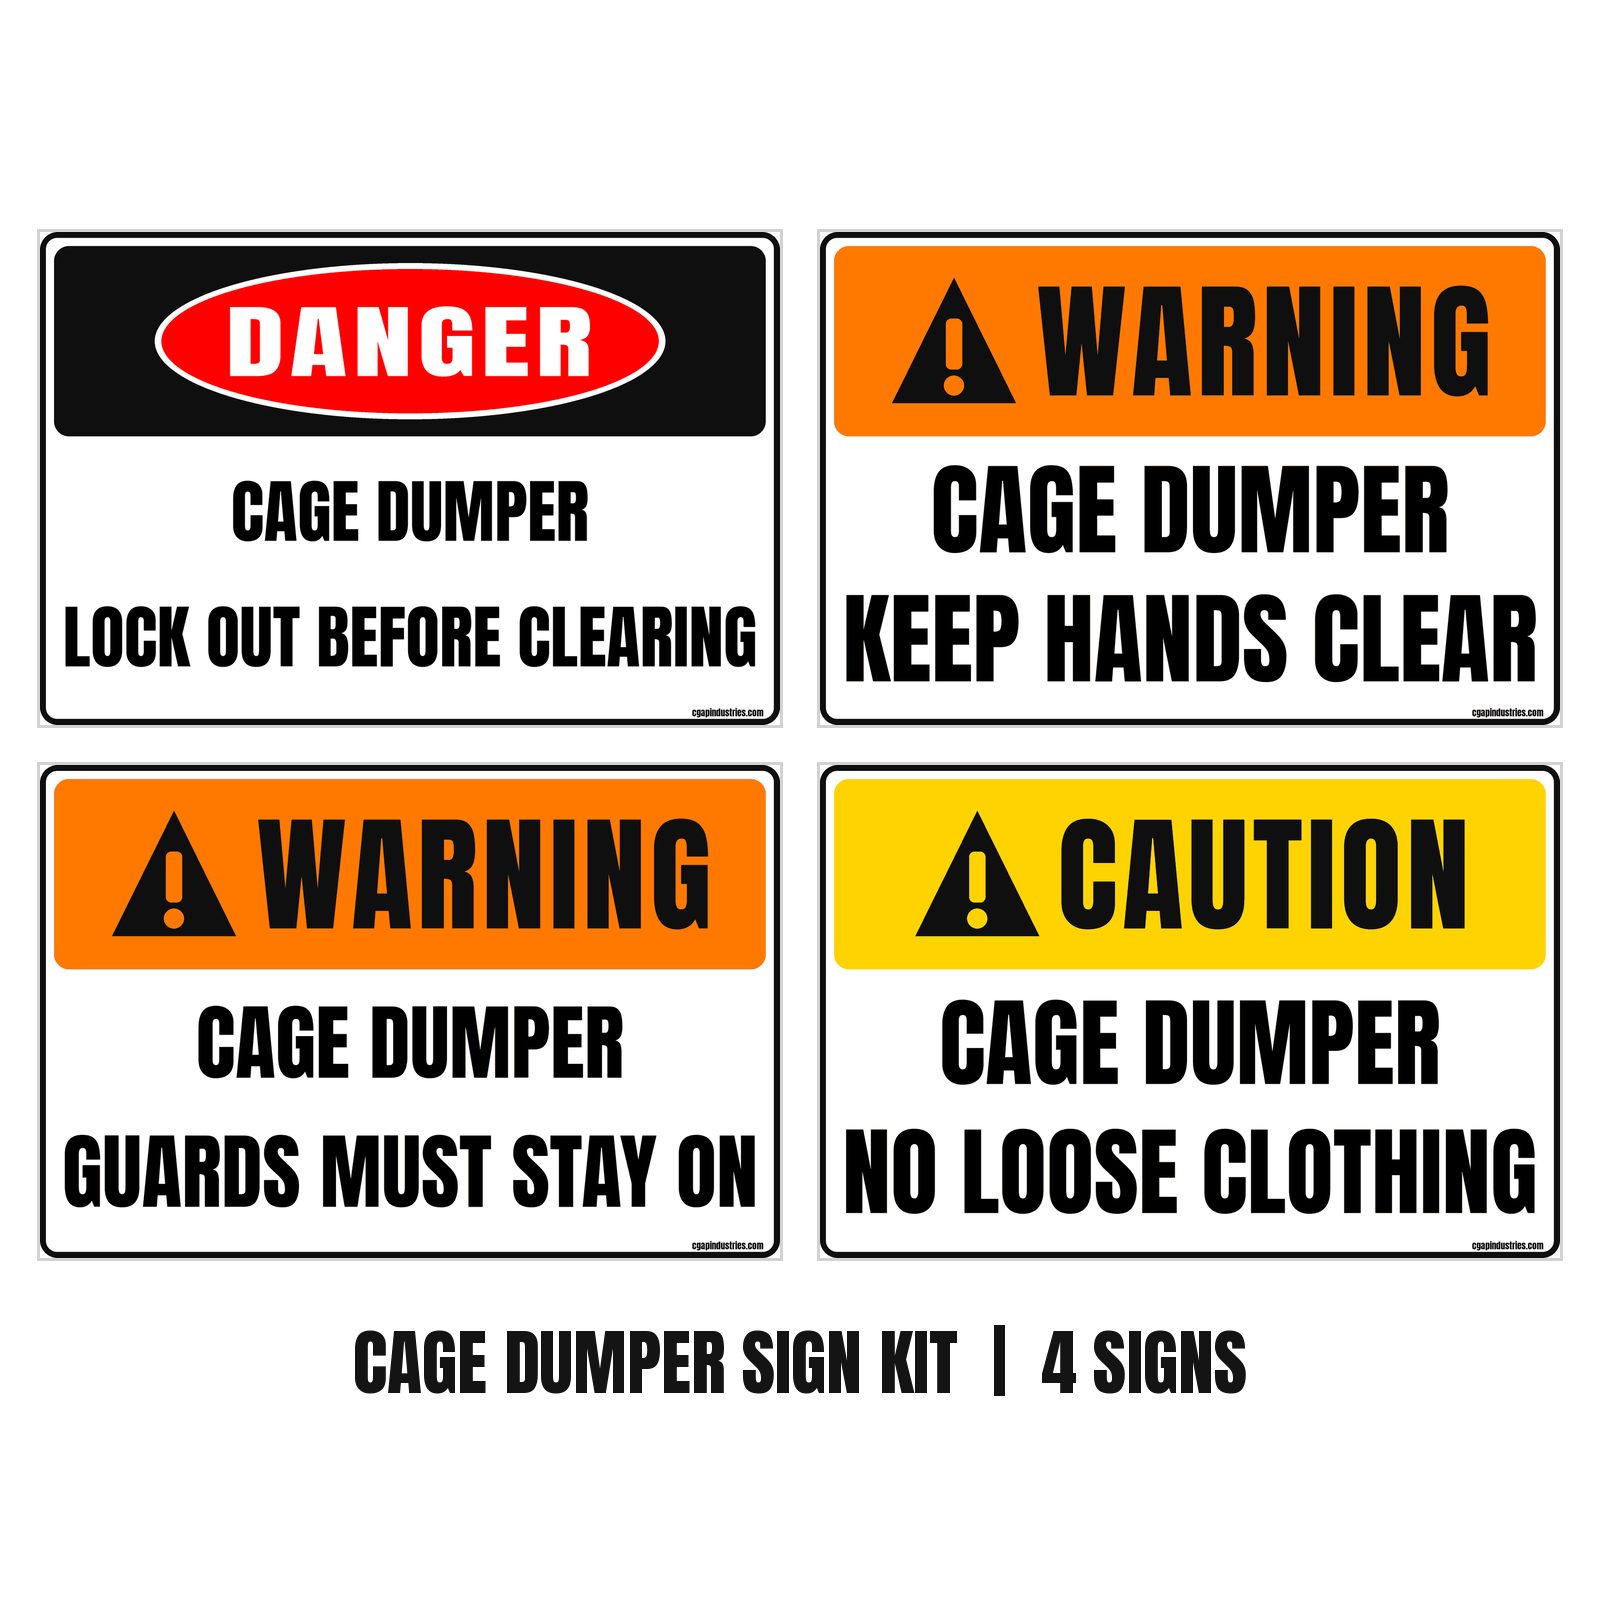 DANGER
CAGE DUMPER
LOCK OUT BEFORE CLEARING
cgapindustries.com
WARNING
CAGE DUMPER
KEEP HANDS CLEAR
cgapindustries.com
WARNING
CAGE DUMPER
GUARDS MUST STAY ON
cgapindustries.com
CAUTION
CAGE DUMPER
NO LOOSE CLOTHING
cgapindustries.com
CAGE DUMPER SIGN KIT | 4 SIGNS